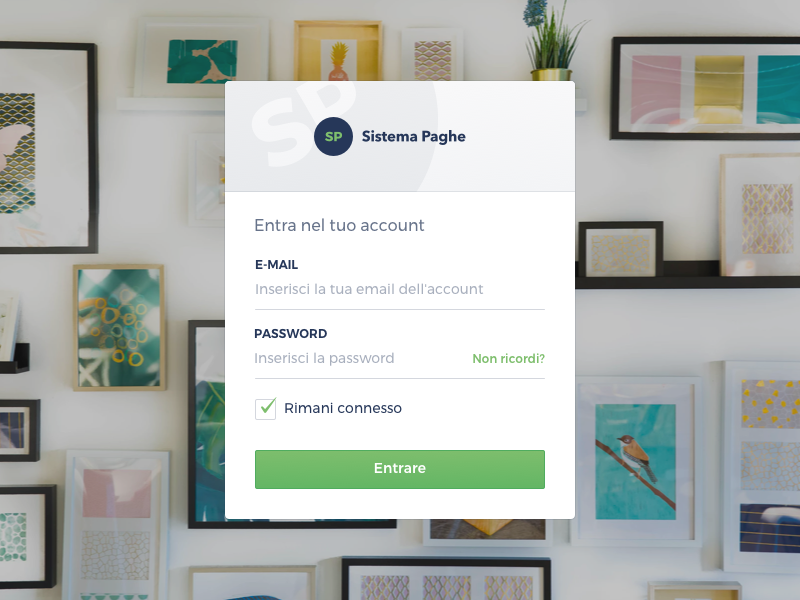 SP
SP Sistema Paghe
Entra nel tuo account
E-MAIL
Inserisci la tua email dell'account
PASSWORD
Inserisci la password Non ricordi?
Rimani connesso
Entrare